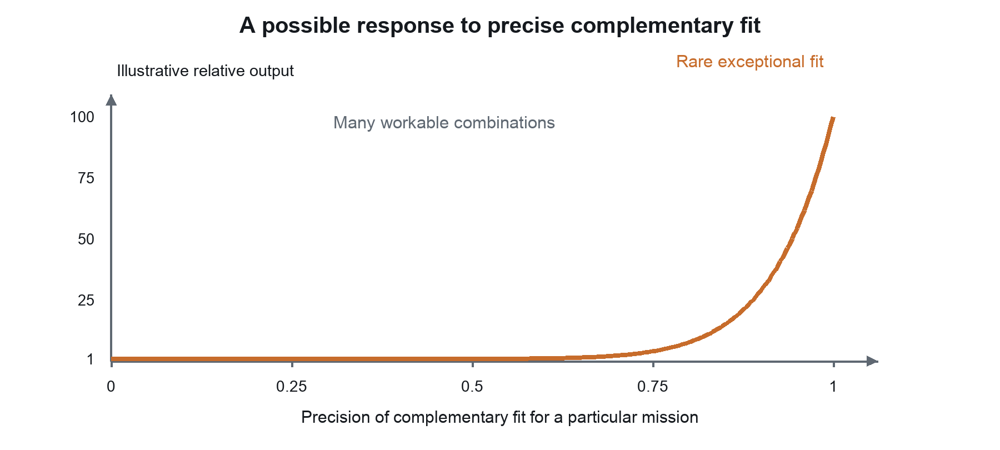 A possible response to precise complementary fit
Rare exceptional fit
Illustrative relative output
Many workable combinations
100
75
50
25
1
0
0.25
0.5
0.75
1
Precision of complementary fit for a particular mission